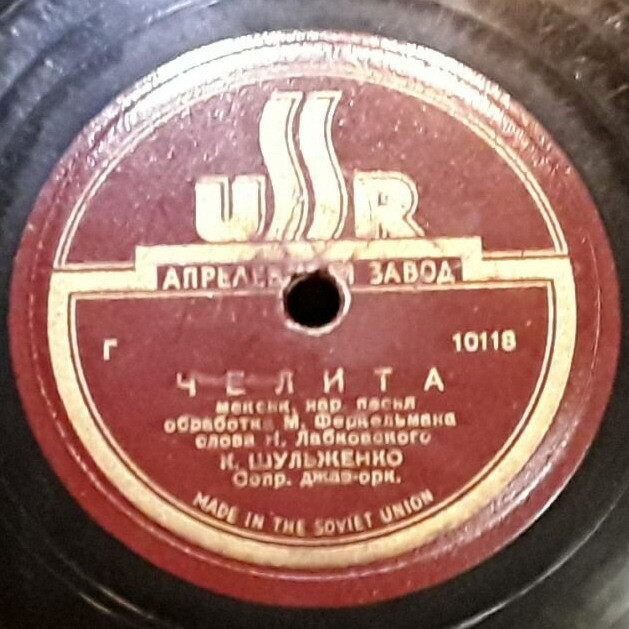 USSR
АПРЕЛЕВСКИЙ ЗАВОД
Г 10118
ЧЕЛИТА
мексик. нар. песня
обработка М. Феркельмана
слова Н. Лабковского
К. ШУЛЬЖЕНКО
Сопр. джаз-орк.
MADE IN THE SOVIET UNION